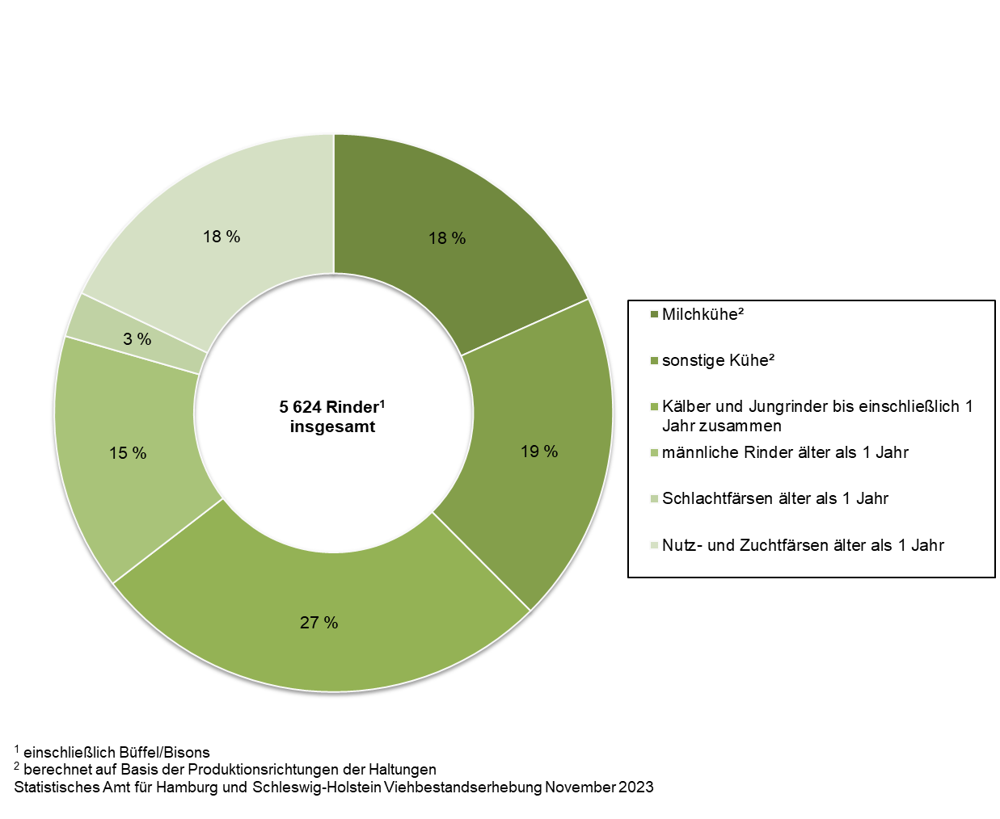 18 %
18 %
3 %
15 %
19 %
27 %
5 624 Rinder¹
insgesamt
Milchkühe²
sonstige Kühe²
Kälber und Jungrinder bis einschließlich 1
Jahr zusammen
männliche Rinder älter als 1 Jahr
Schlachtfärsen älter als 1 Jahr
Nutz- und Zuchtfärsen älter als 1 Jahr
¹ einschließlich Büffel/Bisons
² berechnet auf Basis der Produktionsrichtungen der Haltungen
Statistisches Amt für Hamburg und Schleswig-Holstein Viehbestandserhebung November 2023